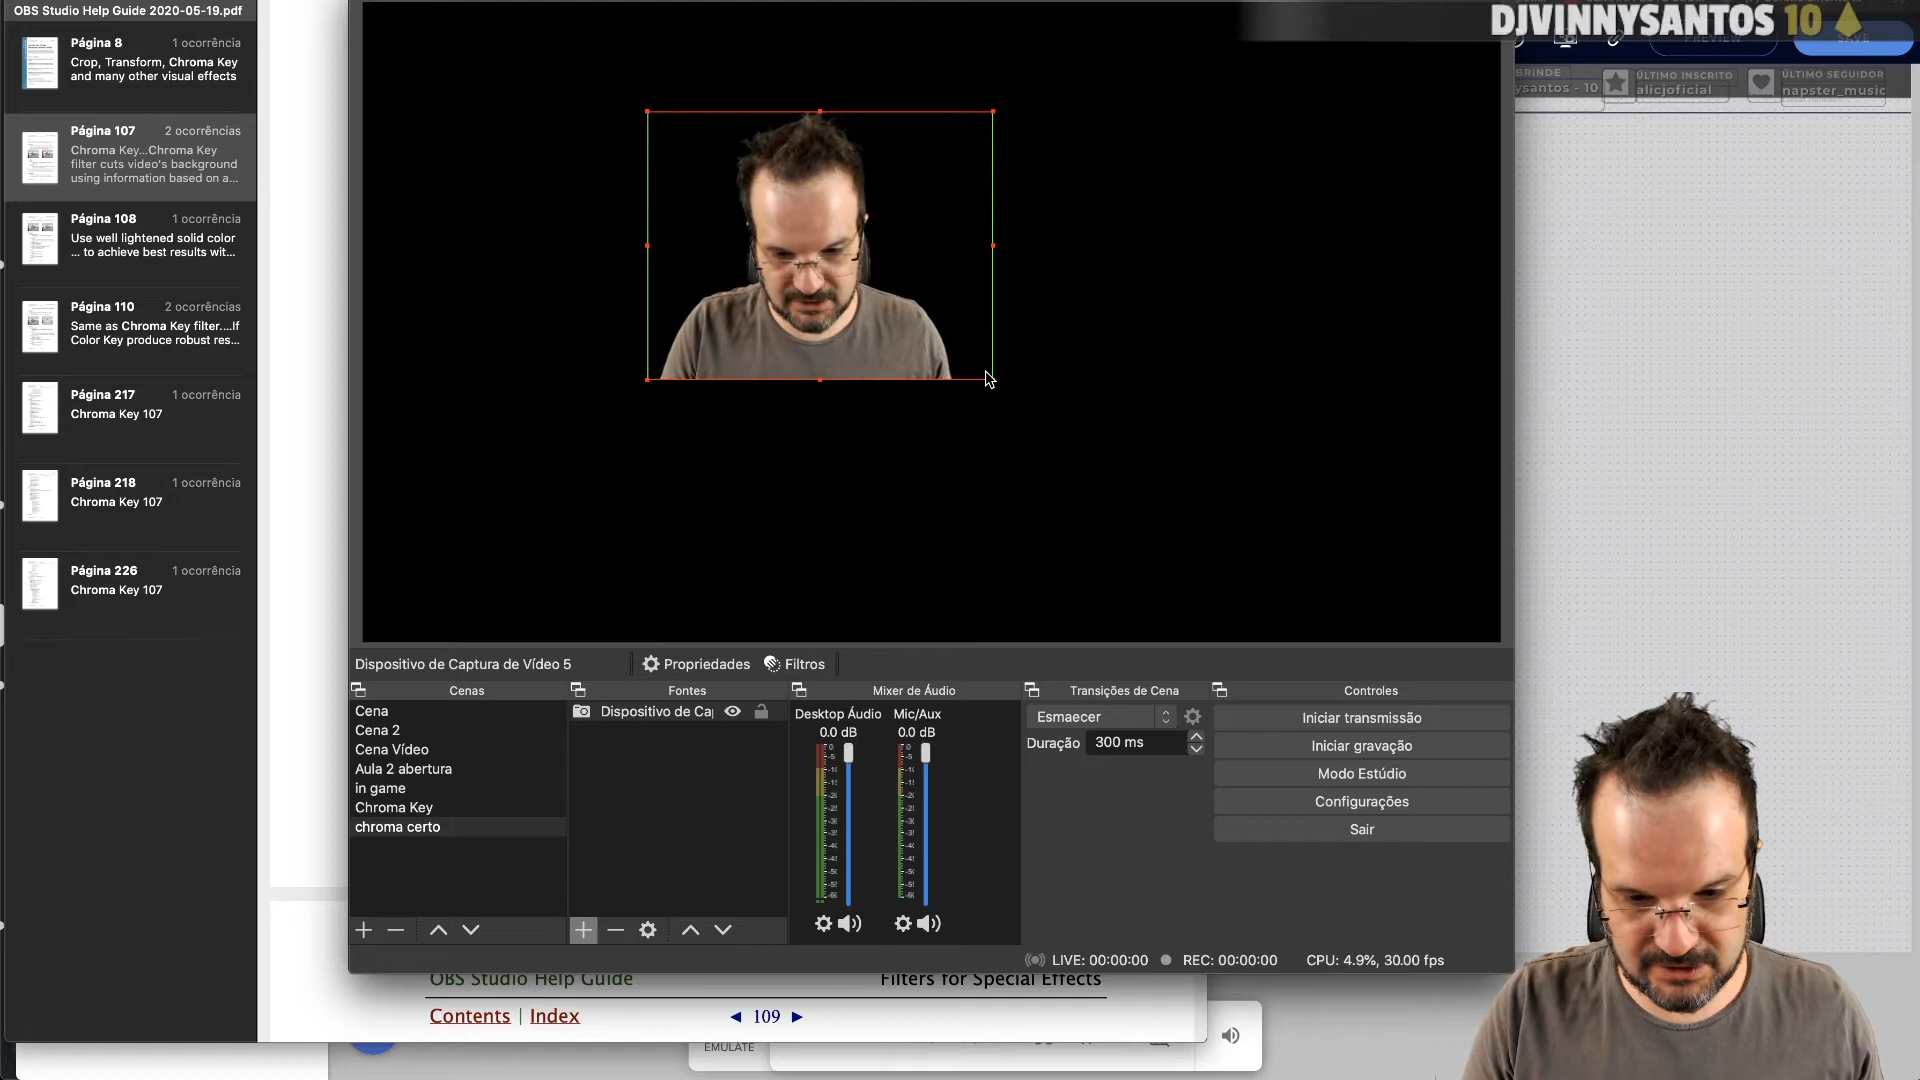 OBS Studio Help Guide 2020-05-19.pdf
Página 8 1 ocorrência
Crop, Transform, Chroma Key
and many other visual effects
Página 107 2 ocorrências
Chroma Key...Chroma Key
filter cuts video's background
using information based on a...
Página 108 1 ocorrência
Use well lightened solid color
... to achieve best results wit...
Página 110 2 ocorrências
Same as Chroma Key filter....If
Color Key produce robust res...
Página 217 1 ocorrência
Chroma Key 107
Página 218 1 ocorrência
Chroma Key 107
Página 226 1 ocorrência
Chroma Key 107
DJVINNYSANTOS 10
PREVIEW SAVE
BRINDE
ysantos - 10
ÚLTIMO INSCRITO
alicjoficial
ÚLTIMO SEGUIDOR
napster_music
Dispositivo de Captura de Vídeo 5
Propriedades
Filtros
Cenas
Cena
Cena 2
Cena Vídeo
Aula 2 abertura
in game
Chroma Key
chroma certo
Fontes
Dispositivo de Ca
Mixer de Áudio
Desktop Áudio Mic/Aux
0.0 dB 0.0 dB
Transições de Cena
Esmaecer
Duração 300 ms
Controles
Iniciar transmissão
Iniciar gravação
Modo Estúdio
Configurações
Sair
LIVE: 00:00:00 REC: 00:00:00 CPU: 4.9%, 30.00 fps
OBS Studio Help Guide Filters for Special Effects
Contents | Index ◄ 109 ►
EMULATE